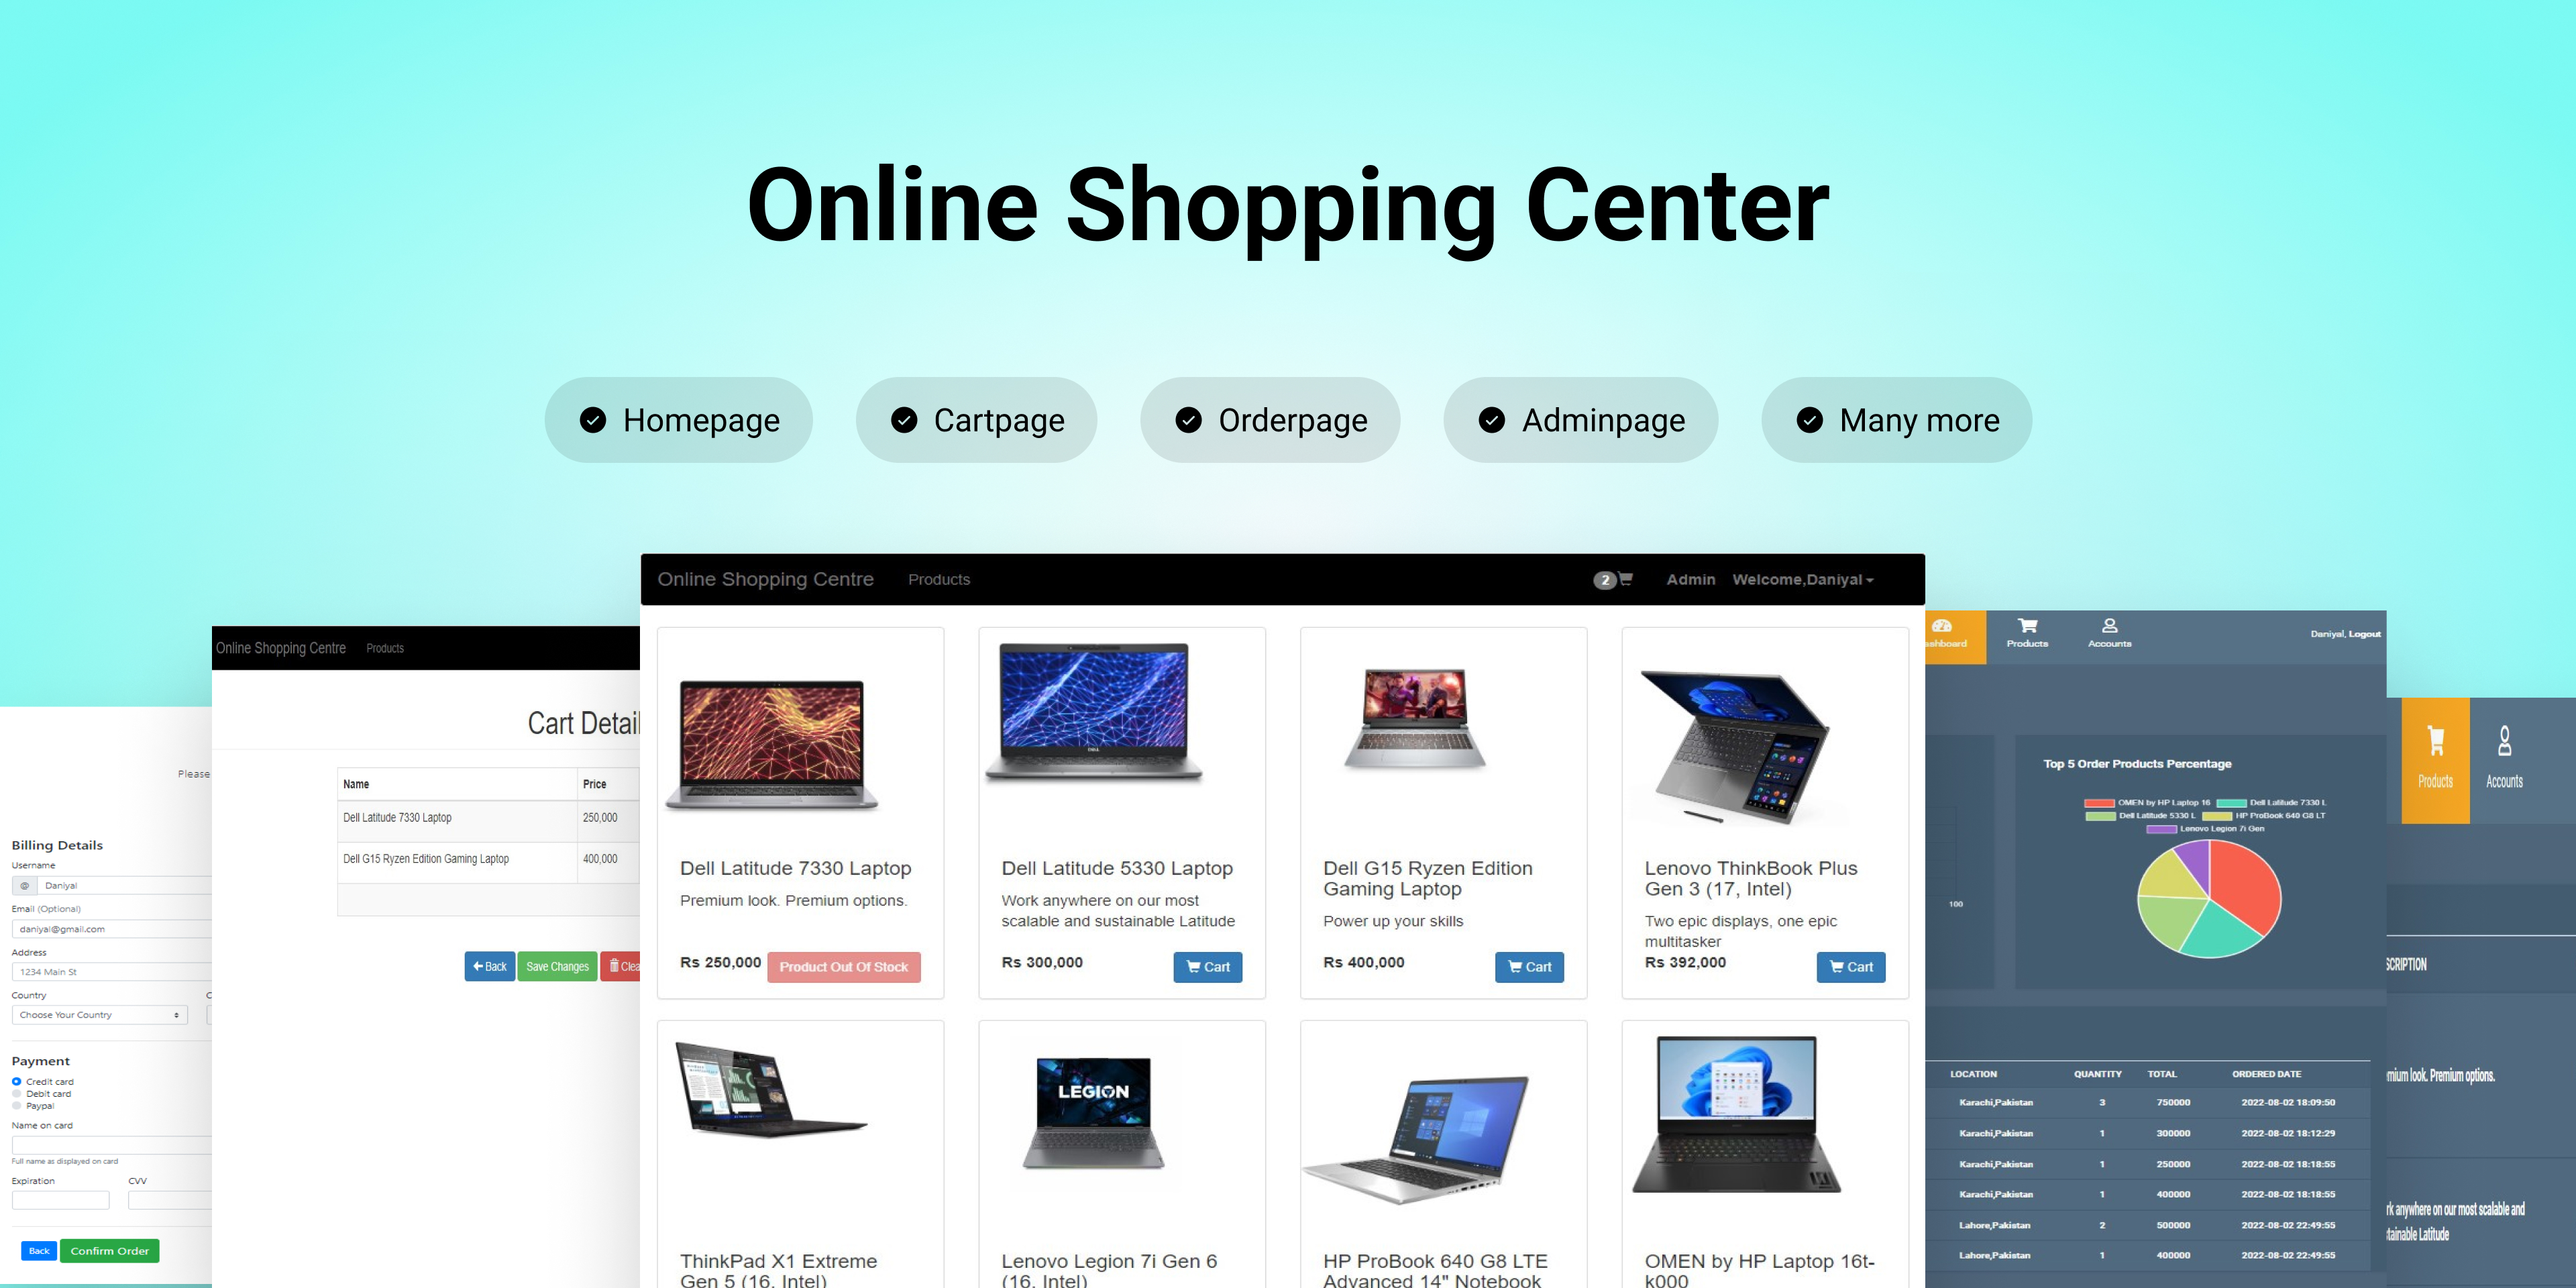 Online Shopping Center
Homepage
Cartpage
Orderpage
Adminpage
Many more
Please
Billing Details
Username
@ Daniyal
Email (Optional)
daniyal@gmail.com
Address
1234 Main St
Country
C
Choose Your Country
Payment
Credit card
Debit card
Paypal
Name on card
Full name as displayed on card
Expiration CVV
Back Confirm Order
Online Shopping Centre Products
Cart Detail
Name Price
Dell Latitude 7330 Laptop 250,000
Dell G15 Ryzen Edition Gaming Laptop 400,000
Back Save Changes Clea
Online Shopping Centre Products 2 Admin Welcome,Daniyal
Dell Latitude 7330 Laptop
Premium look. Premium options.
Rs 250,000 Product Out Of Stock
DELL
Dell Latitude 5330 Laptop
Work anywhere on our most
scalable and sustainable Latitude
Rs 300,000 Cart
Dell G15 Ryzen Edition
Gaming Laptop
Power up your skills
Rs 400,000 Cart
Lenovo ThinkBook Plus
Gen 3 (17, Intel)
Two epic displays, one epic
multitasker
Rs 392,000 Cart
ThinkPad X1 Extreme
Gen 5 (16, Intel)
LEGION
Lenovo Legion 7i Gen 6
(16, Intel)
HP ProBook 640 G8 LTE
Advanced 14" Notebook
OMEN by HP Laptop 16t-
k000
shboard Products Accounts Daniyal, Logout
100
Top 5 Order Products Percentage
OMEN by HP Laptop 16 Dell Latitude 7330 L
Dell Latitude 5330 L HP ProBook 640 G8 LT
Lenovo Legion 7i Gen
LOCATION QUANTITY TOTAL ORDERED DATE
Karachi,Pakistan 3 750000 2022-08-02 18:09:50
Karachi,Pakistan 1 300000 2022-08-02 18:12:29
Karachi,Pakistan 1 250000 2022-08-02 18:18:55
Karachi,Pakistan 1 400000 2022-08-02 18:18:55
Lahore,Pakistan 2 500000 2022-08-02 22:49:55
Lahore,Pakistan 1 400000 2022-08-02 22:49:55
Products Accounts
SCRIPTION
mium look. Premium options.
rk anywhere on our most scalable and
tainable Latitude